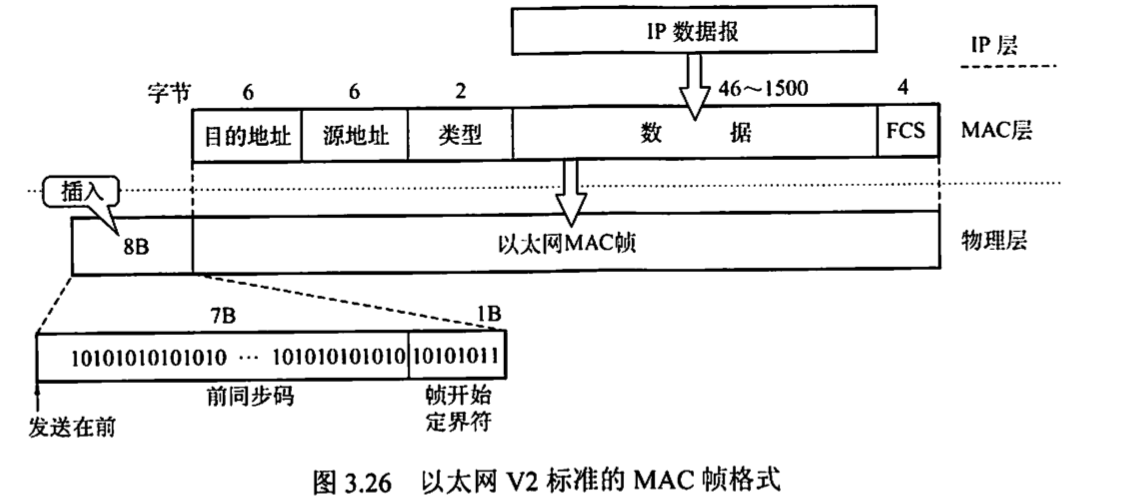 IP 数据报
IP 层
字节 6 6 2 46～1500 4
目的地址 源地址 类型 数 据 FCS MAC层
插入
8B 以太网MAC帧 物理层
7B 1B
10101010101010 … 101010101010 10101011
前同步码 帧开始
定界符
发送在前
图 3.26 以太网 V2 标准的 MAC 帧格式